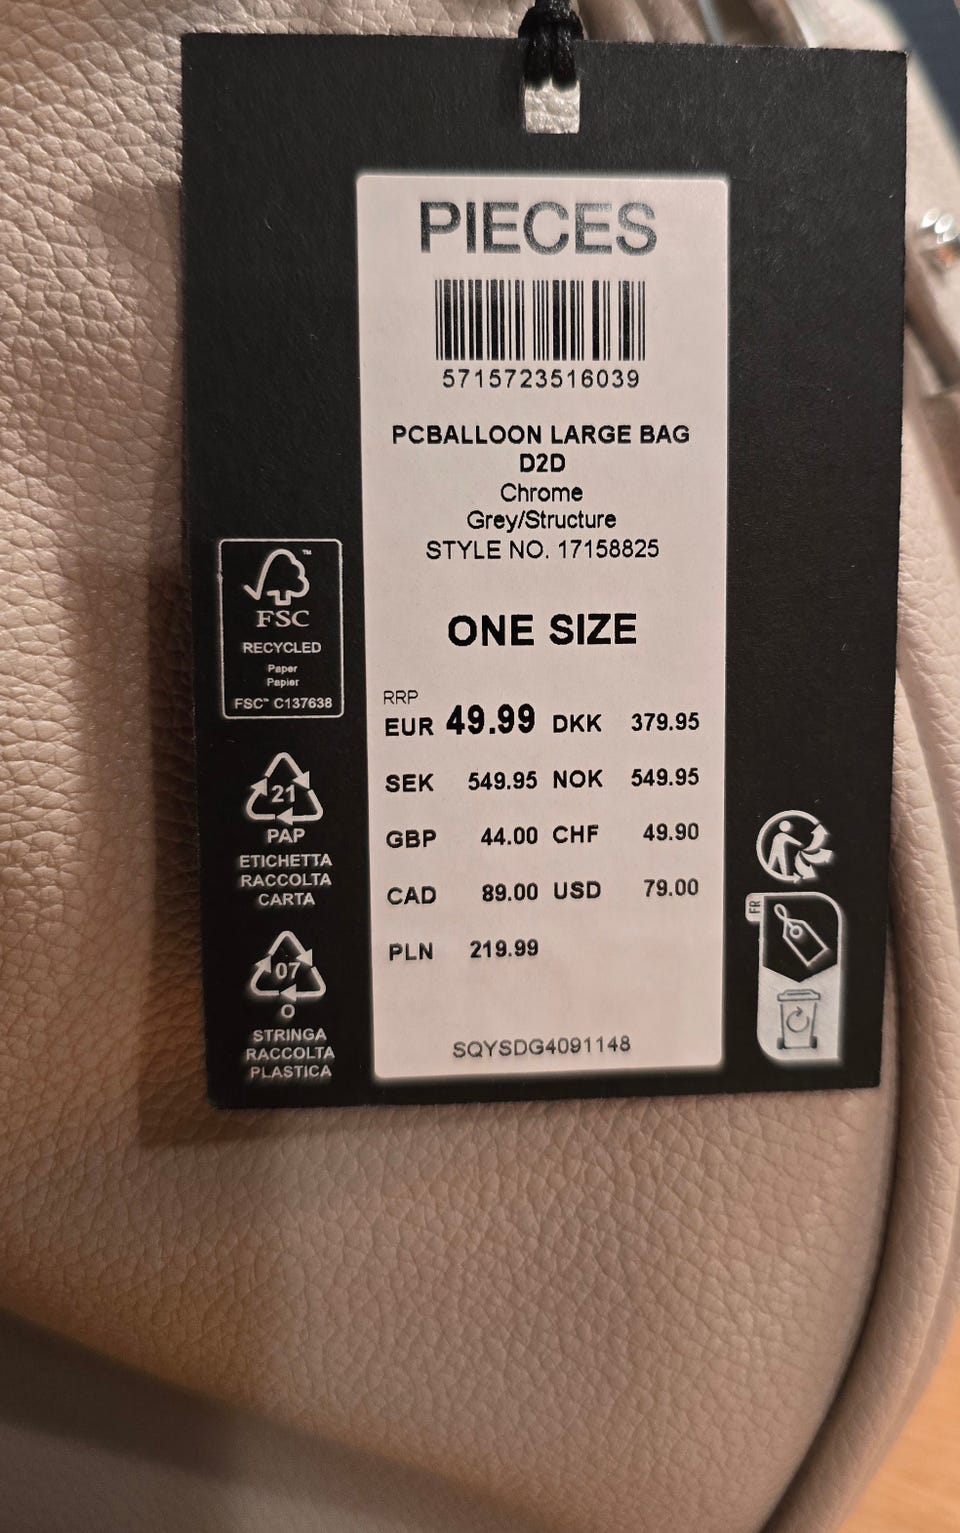 PIECES
5715723516039
PCBALLOON LARGE BAG
D2D
Chrome
Grey/Structure
STYLE NO. 17158825
ONE SIZE
RRP
EUR 49.99 DKK 379.95
SEK 549.95 NOK 549.95
GBP 44.00 CHF 49.90
CAD 89.00 USD 79.00
PLN 219.99
SQYSDG4091148
FSC™
RECYCLED
Paper
Papier
FSC™ C137638
21
PAP
ETICHETTA
RACCOLTA
CARTA
07
O
STRINGA
RACCOLTA
PLASTICA
FR